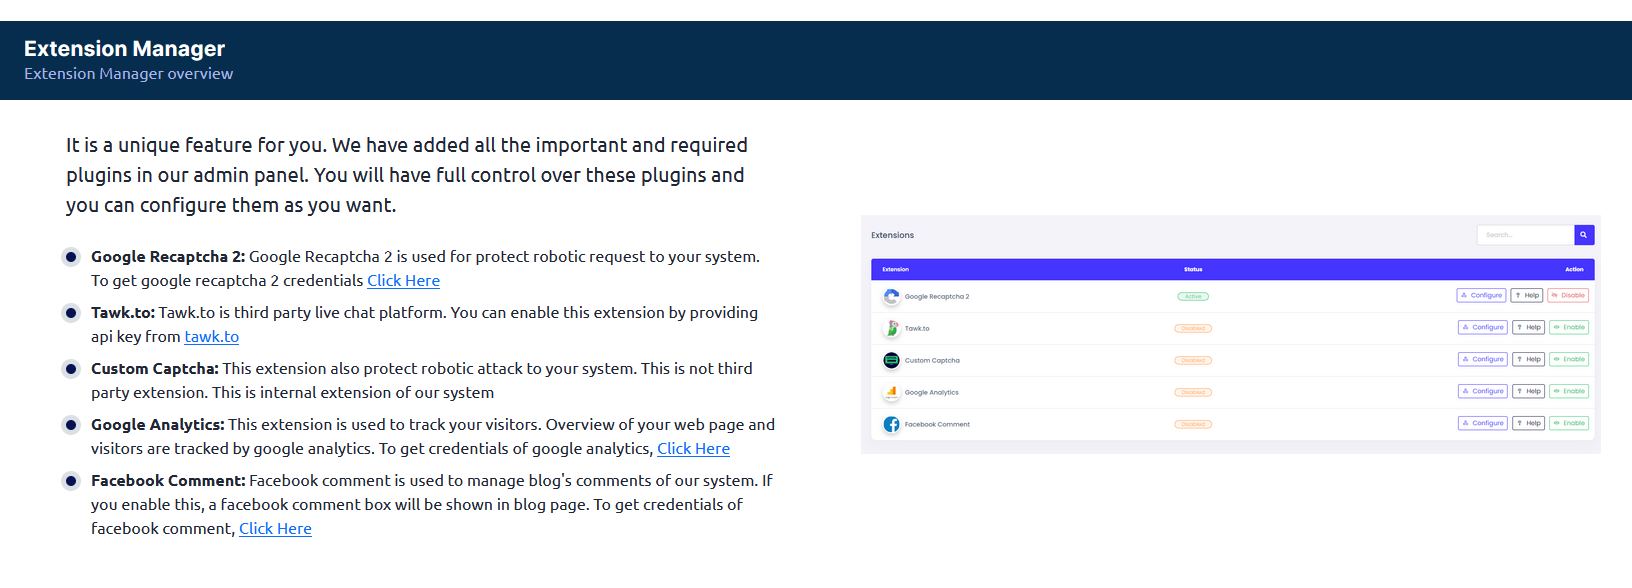 Extension Manager
Extension Manager overview
It is a unique feature for you. We have added all the important and required
plugins in our admin panel. You will have full control over these plugins and
you can configure them as you want.
Google Recaptcha 2: Google Recaptcha 2 is used for protect robotic request to your system.
To get google recaptcha 2 credentials Click Here
Tawk.to: Tawk.to is third party live chat platform. You can enable this extension by providing
api key from tawk.to
Custom Captcha: This extension also protect robotic attack to your system. This is not third
party extension. This is internal extension of our system
Google Analytics: This extension is used to track your visitors. Overview of your web page and
visitors are tracked by google analytics. To get credentials of google analytics, Click Here
Facebook Comment: Facebook comment is used to manage blog's comments of our system. If
you enable this, a facebook comment box will be shown in blog page. To get credentials of
facebook comment, Click Here
Extensions
Search...
Extension Status Action
Google Recaptcha 2 Active Configure ? Help Disable
Tawk.to Disabled Configure ? Help Enable
Custom Captcha Disabled Configure ? Help Enable
Google Analytics Disabled Configure ? Help Enable
Facebook Comment Disabled Configure ? Help Enable